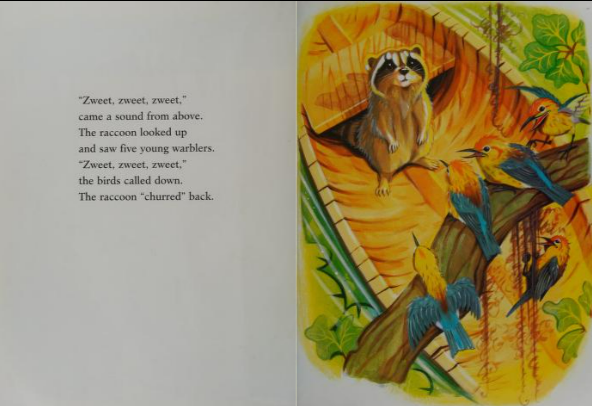 “Zweet, zweet, zweet,”
came a sound from above.
The raccoon looked up
and saw five young warblers.
“Zweet, zweet, zweet,”
the birds called down.
The raccoon “churred” back.